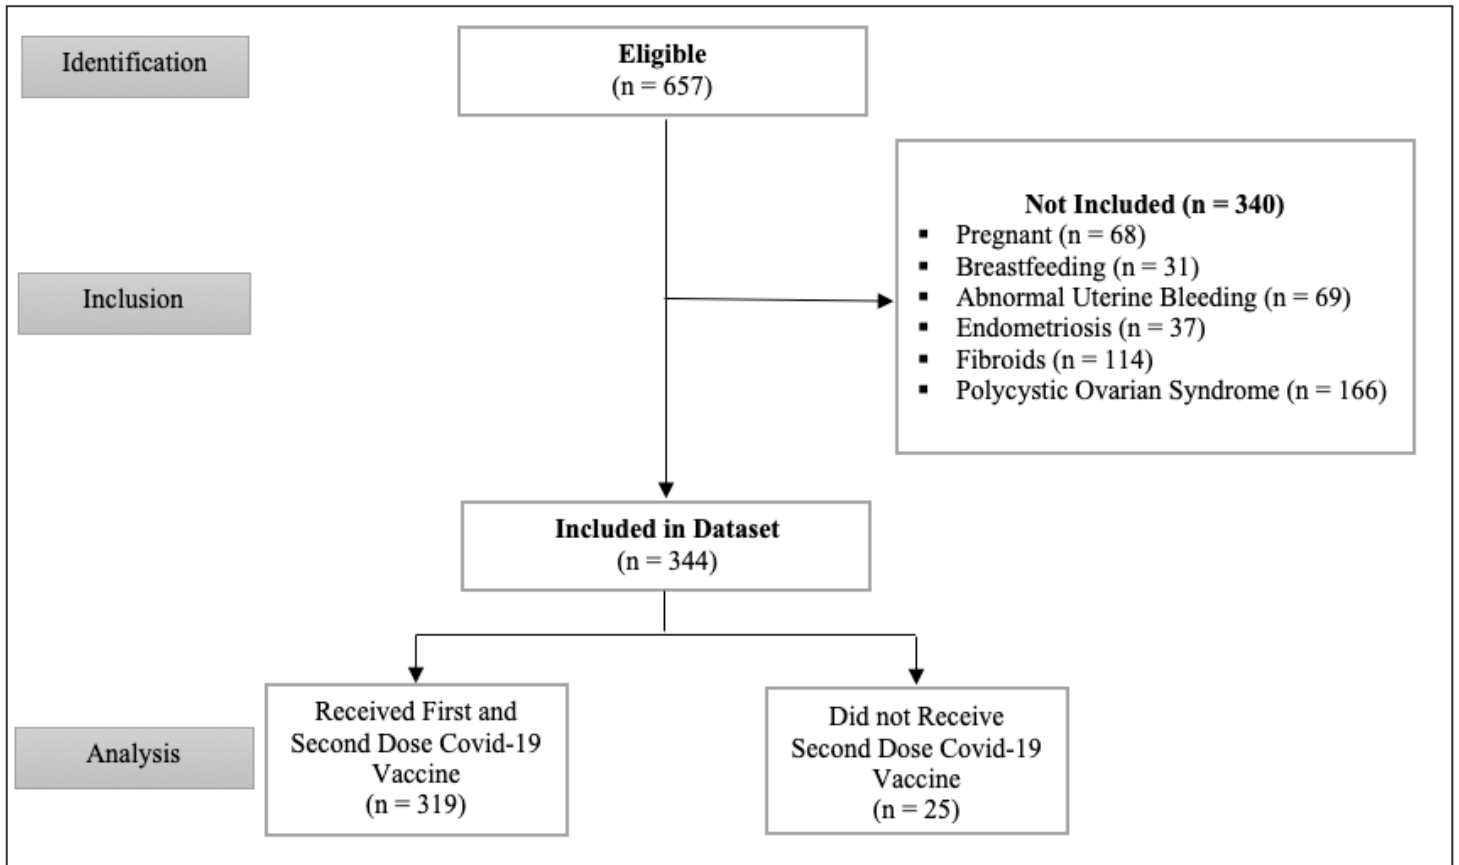 Identification
Eligible
(n = 657)
Not Included (n = 340)
▪ Pregnant (n = 68)
▪ Breastfeeding (n = 31)
▪ Abnormal Uterine Bleeding (n = 69)
▪ Endometriosis (n = 37)
▪ Fibroids (n = 114)
▪ Polycystic Ovarian Syndrome (n = 166)
Inclusion
Included in Dataset
(n = 344)
Analysis
Received First and
Second Dose Covid-19
Vaccine
(n = 319)
Did not Receive
Second Dose Covid-19
Vaccine
(n = 25)